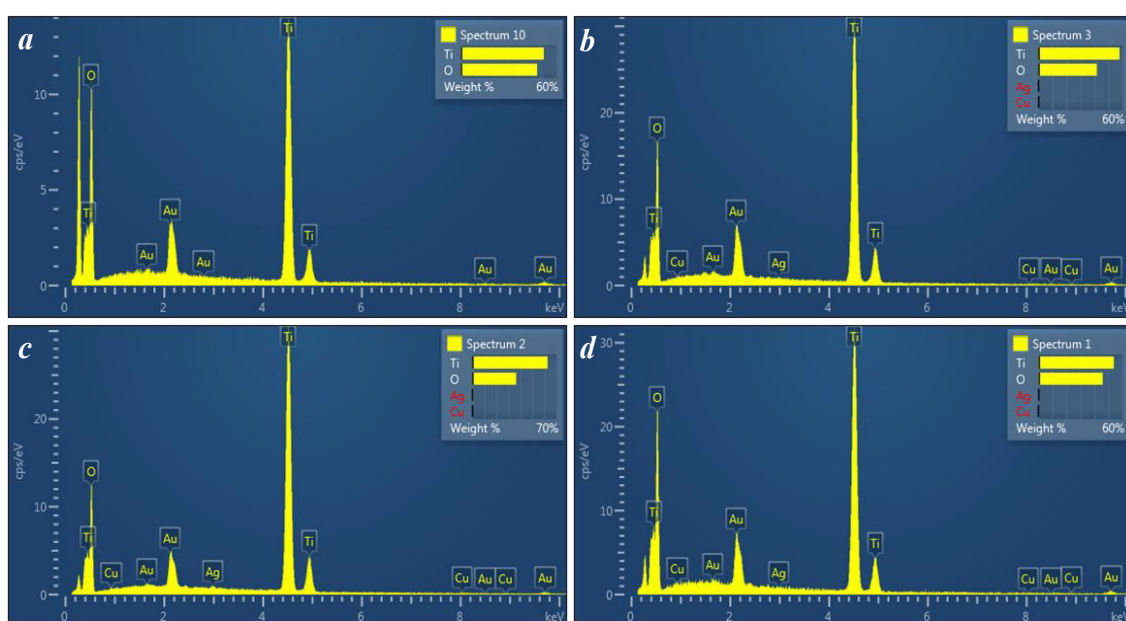 a
Ti
Spectrum 10
Ti
O
Weight % 60%
O
10
cps/eV
5
Ti
Au
Au
Au
Ti
Au
Au
0
0 2 4 6 8 keV
b
Ti
Spectrum 3
Ti
O
Ag
Cu
Weight % 60%
20
O
cps/eV
10
Ti
Au
Cu
Au
Ag
Ti
Cu
Au
Cu
Au
0
0 2 4 6 8 keV
c
Ti
Spectrum 2
Ti
O
Ag
Cu
Weight % 70%
20
cps/eV
O
10
Ti
Au
Ti
Cu
Au
Ag
Cu
Au
Cu
Au
0
0 2 4 6 8 keV
d
30
Ti
Spectrum 1
Ti
O
Ag
Cu
Weight % 60%
O
20
cps/eV
Ti
Au
10
Cu
Au
Ag
Ti
Cu
Au
Cu
Au
0
0 2 4 6 8 keV